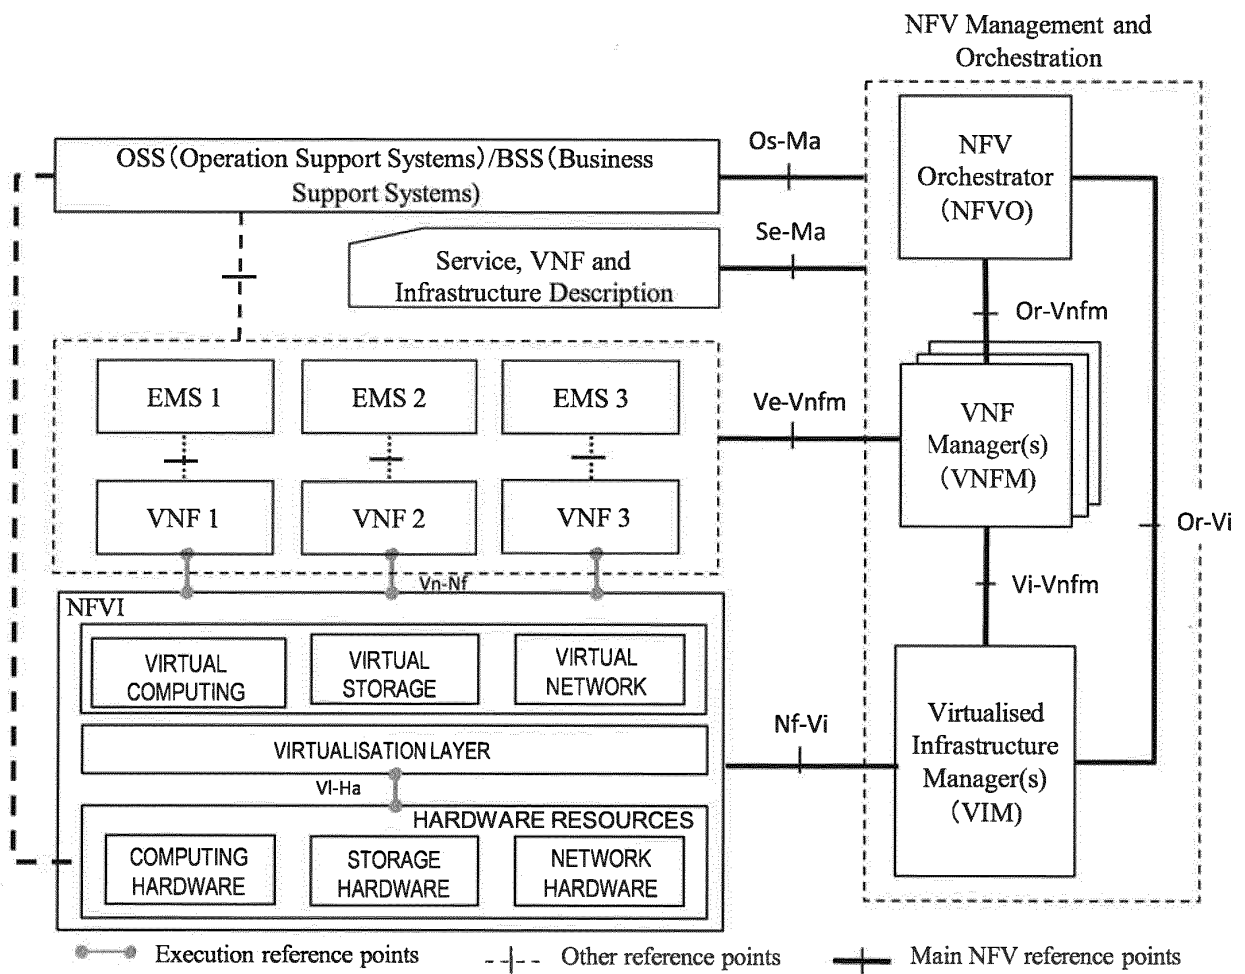 NFV Management and
Orchestration
OSS(Operation Support Systems)/BSS(Business
Support Systems)
Os-Ma
NFV
Orchestrator
(NFVO)
Se-Ma
Service, VNF and
Infrastructure Description
Or-Vnfm
EMS 1
EMS 2
EMS 3
Ve-Vnfm
VNF
Manager(s)
(VNFM)
VNF 1
VNF 2
VNF 3
Or-Vi
Vn-Nf
Vi-Vnfm
NFVI
VIRTUAL
COMPUTING
VIRTUAL
STORAGE
VIRTUAL
NETWORK
Nf-Vi
Virtualised
Infrastructure
Manager(s)
(VIM)
VIRTUALISATION LAYER
Vl-Ha
HARDWARE RESOURCES
COMPUTING
HARDWARE
STORAGE
HARDWARE
NETWORK
HARDWARE
Execution reference points
Other reference points
Main NFV reference points